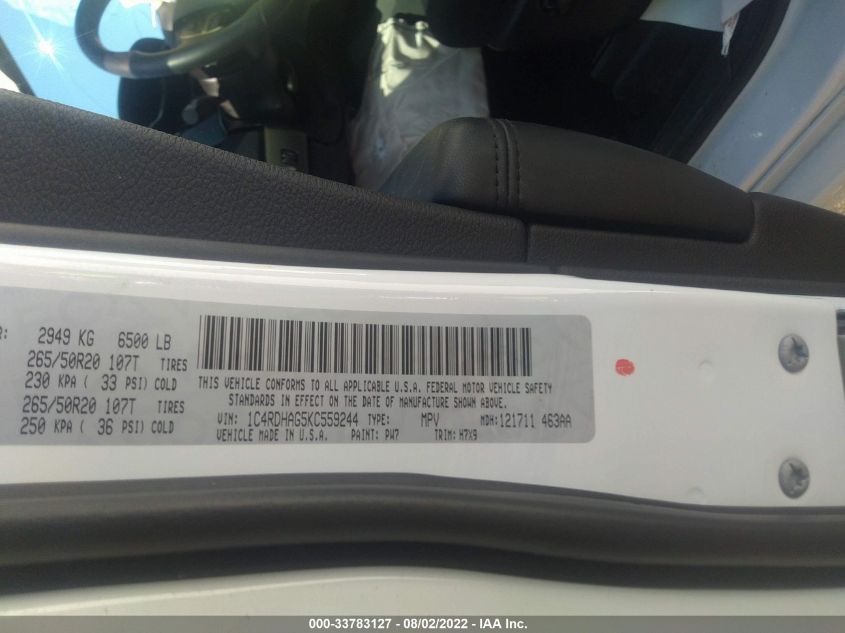 R: 2949 KG 6500 LB
265/50R20 107T TIRES
230 KPA ( 33 PSI) COLD
265/50R20 107T TIRES
250 KPA ( 36 PSI) COLD
THIS VEHICLE CONFORMS TO ALL APPLICABLE U.S.A. FEDERAL MOTOR VEHICLE SAFETY
STANDARDS IN EFFECT ON THE DATE OF MANUFACTURE SHOWN ABOVE.
VIN: 1C4RDHAG5KC559244 TYPE: MPV MDH: 121711 463AA
VEHICLE MADE IN U.S.A. PAINT: PW7 TRIM: H7X9
000-33783127 - 08/02/2022 - IAA Inc.